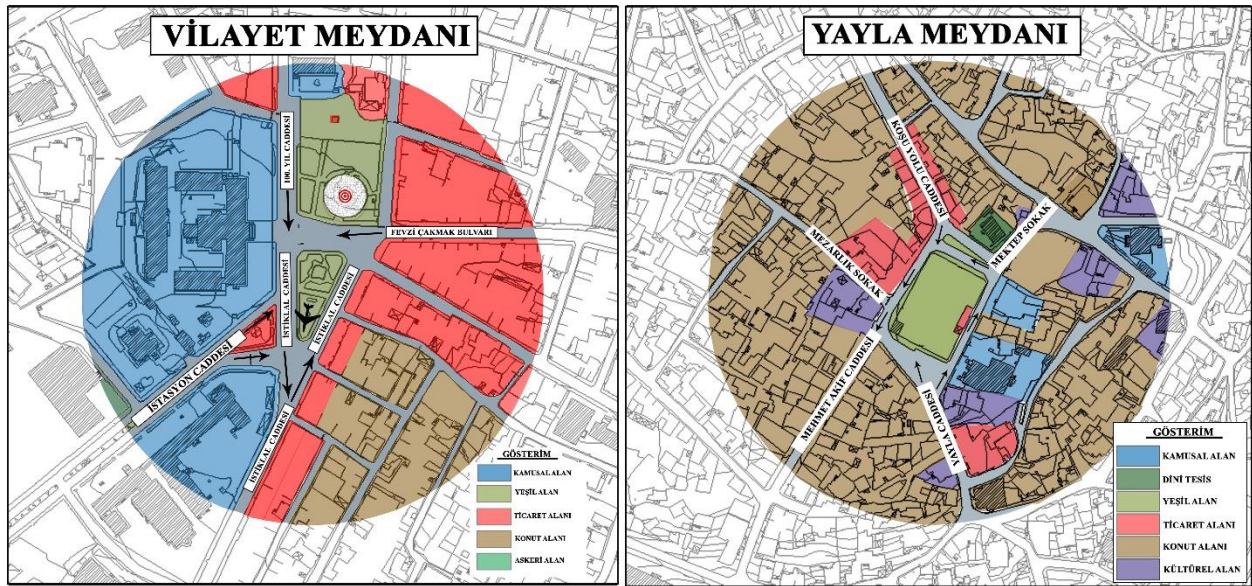 VİLAYET MEYDANI
100. YIL CADDESİ
FEVZİ ÇAKMAK BULVARI
İSTİKLAL CADDESİ
İSTİKLAL CADDESİ
İSTASYON CADDESİ
İSTİKLAL CADDESİ
GÖSTERİM
KAMUSAL ALAN
YEŞİL ALAN
TİCARET ALANI
KONUT ALANI
ASKERİ ALAN
YAYLA MEYDANI
KOŞU YOLU CADDESİ
MEKTEP SOKAK
MEZARLIK SOKAK
MEHMET AKİF CADDESİ
YAYLA CADDESİ
GÖSTERİM
KAMUSAL ALAN
DİNİ TESİS
YEŞİL ALAN
TİCARET ALANI
KONUT ALANI
KÜLTÜREL ALAN